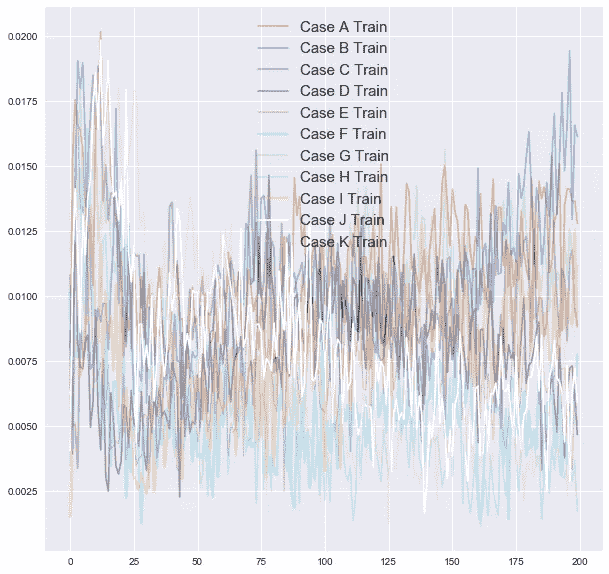 0.0200
0.0175
0.0150
0.0125
0.0100
0.0075
0.0050
0.0025
0 25 50 75 100 125 150 175 200
Case A Train
Case B Train
Case C Train
Case D Train
Case E Train
Case F Train
Case G Train
Case H Train
Case I Train
Case J Train
Case K Train